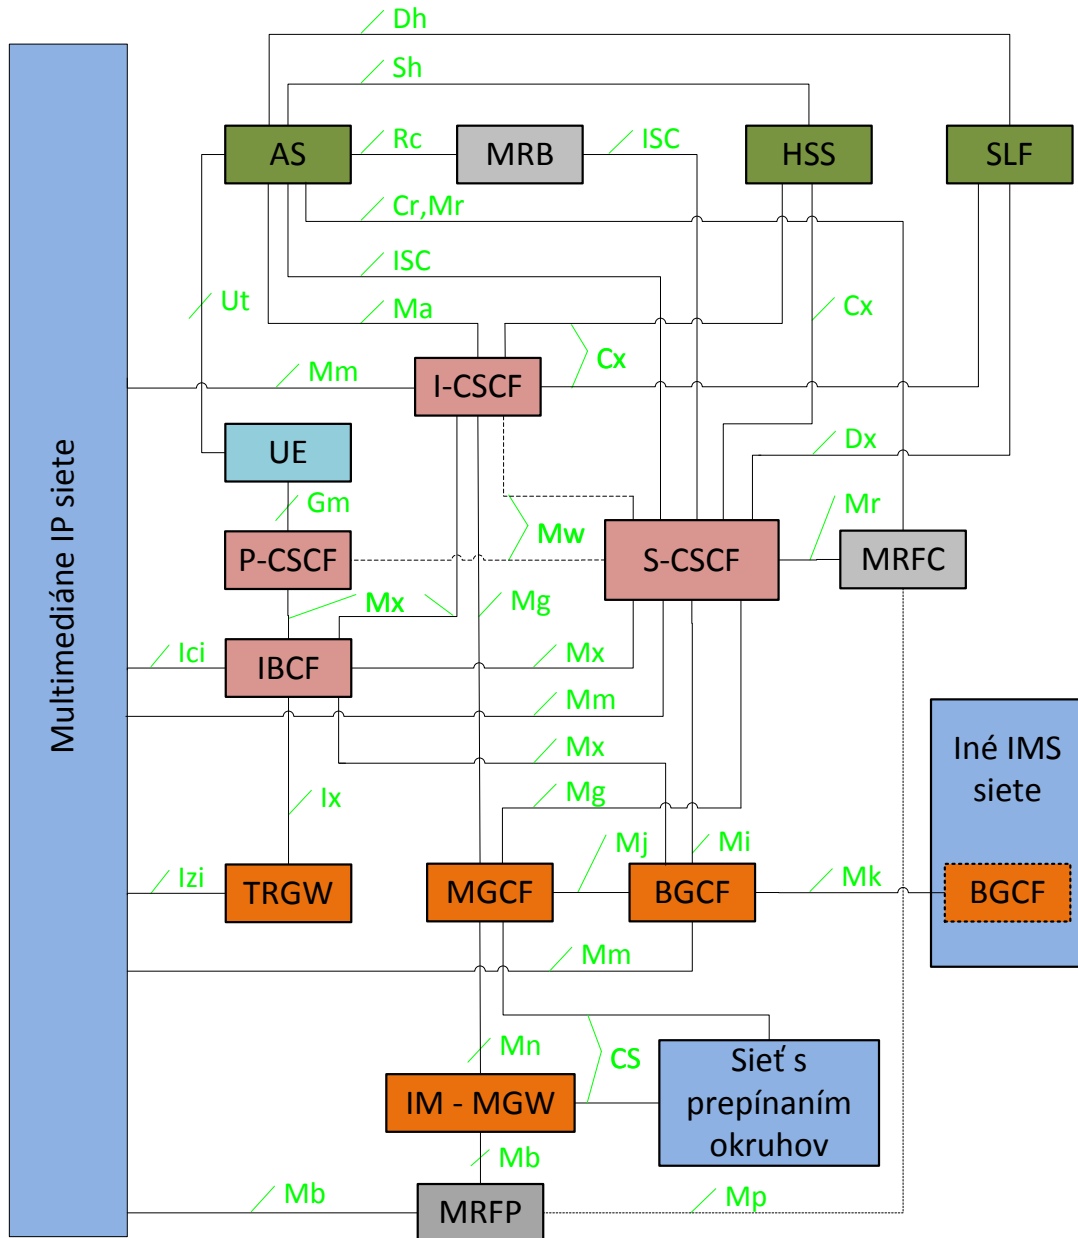 Dh
Sh
AS
Rc
MRB
ISC
HSS
SLF
Cr,Mr
ISC
Ut
Ma
Cx
Cx
Mm
I-CSCF
UE
Dx
Gm
Mr
Mw
P-CSCF
S-CSCF
MRFC
Mx
Mg
Ici
IBCF
Mx
Mm
Multimediáne IP siete
Mx
Iné IMS
siete
Ix
Mg
Mj
Mi
Izi
TRGW
MGCF
BGCF
Mk
BGCF
Mm
Mn
CS
Sieť s
prepínaním
okruhov
IM - MGW
Mb
Mb
MRFP
Mp